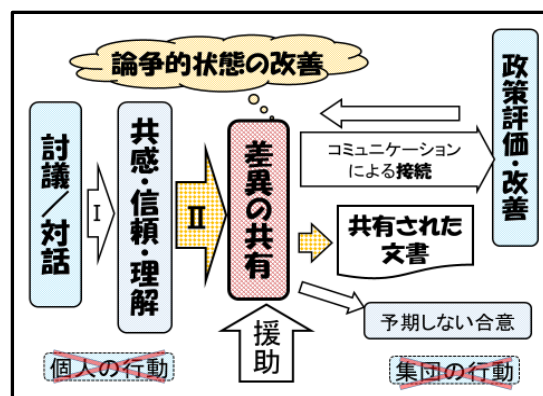 論争的状態の改善
討議／対話
Ⅰ
共感・信頼・理解
Ⅱ
差異の共有
援助
コミュニケーション
による接続
共有された
文書
予期しない合意
政策評価・改善
個人の行動
集団の行動